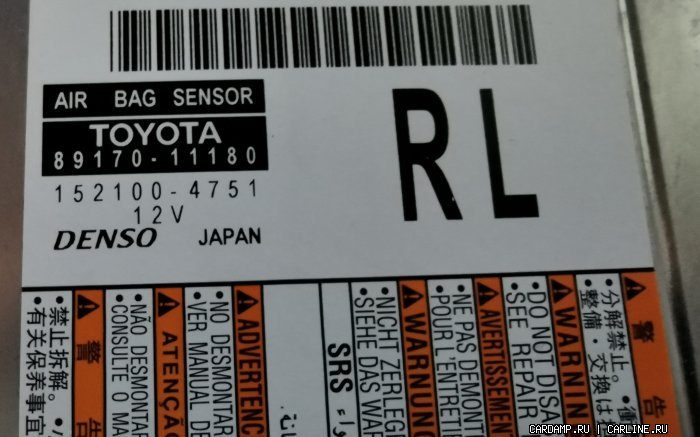 AIR BAG SENSOR
TOYOTA
89170-11180
152100-4751
12V
DENSO JAPAN
RL
警 告
・分解禁止。
・整備・交換は
WARNIN
・DO NOT DISA
・SEE REPAIR
AVERTISSEMEN
・NE PAS DEMONT
・POUR L'ENTRETI
WARNUNG
・NICHT ZERLEG
・SIEHE DAS WA
SRS
ADVERTENC
・NO DESMONTAR
・VER MANUAL DE
ATENÇÃ
・NÃO DESMONTAR
・CONSULTE O MA
警 告
・禁止拆解。
・有关保养事宜
CARDAMP.RU | CARLINE.RU